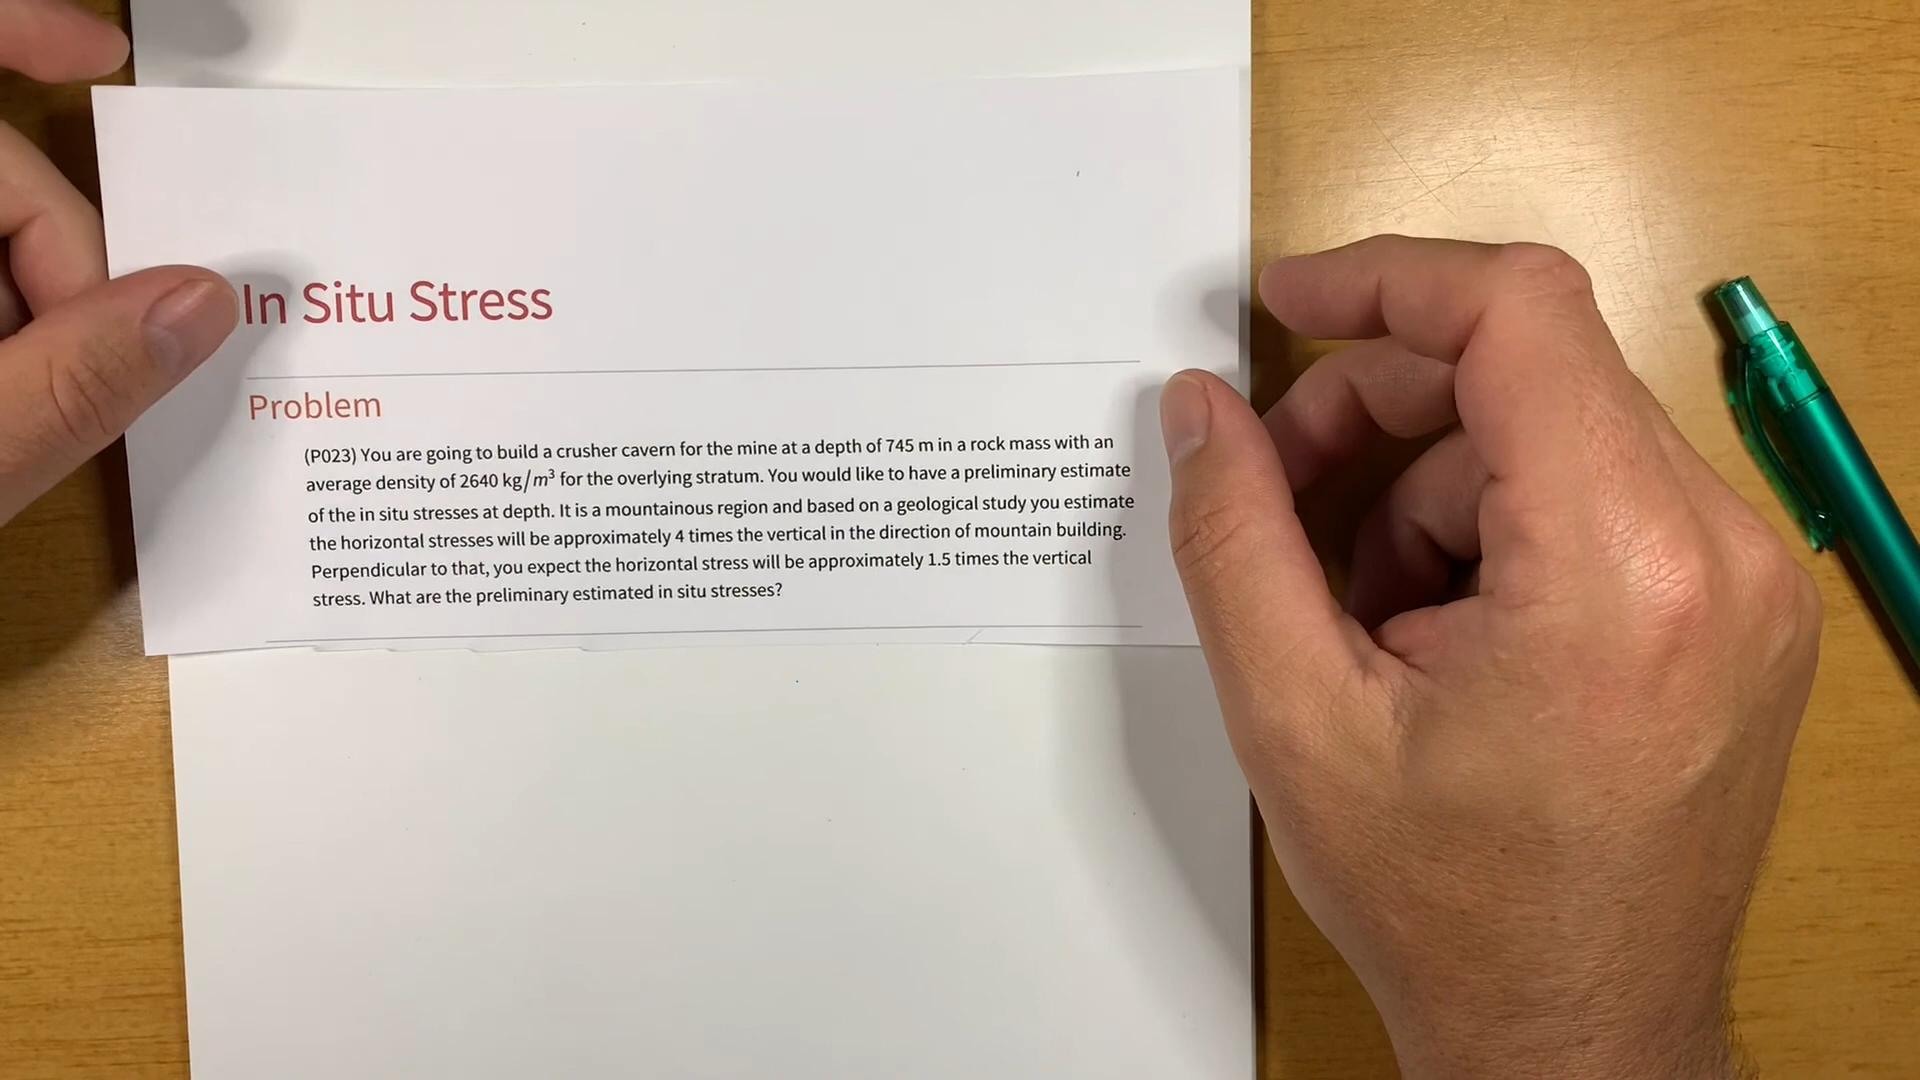 In Situ Stress
Problem
(P023) You are going to build a crusher cavern for the mine at a depth of 745 m in a rock mass with an
average density of 2640 kg/m³ for the overlying stratum. You would like to have a preliminary estimate
of the in situ stresses at depth. It is a mountainous region and based on a geological study you estimate
the horizontal stresses will be approximately 4 times the vertical in the direction of mountain building.
Perpendicular to that, you expect the horizontal stress will be approximately 1.5 times the vertical
stress. What are the preliminary estimated in situ stresses?